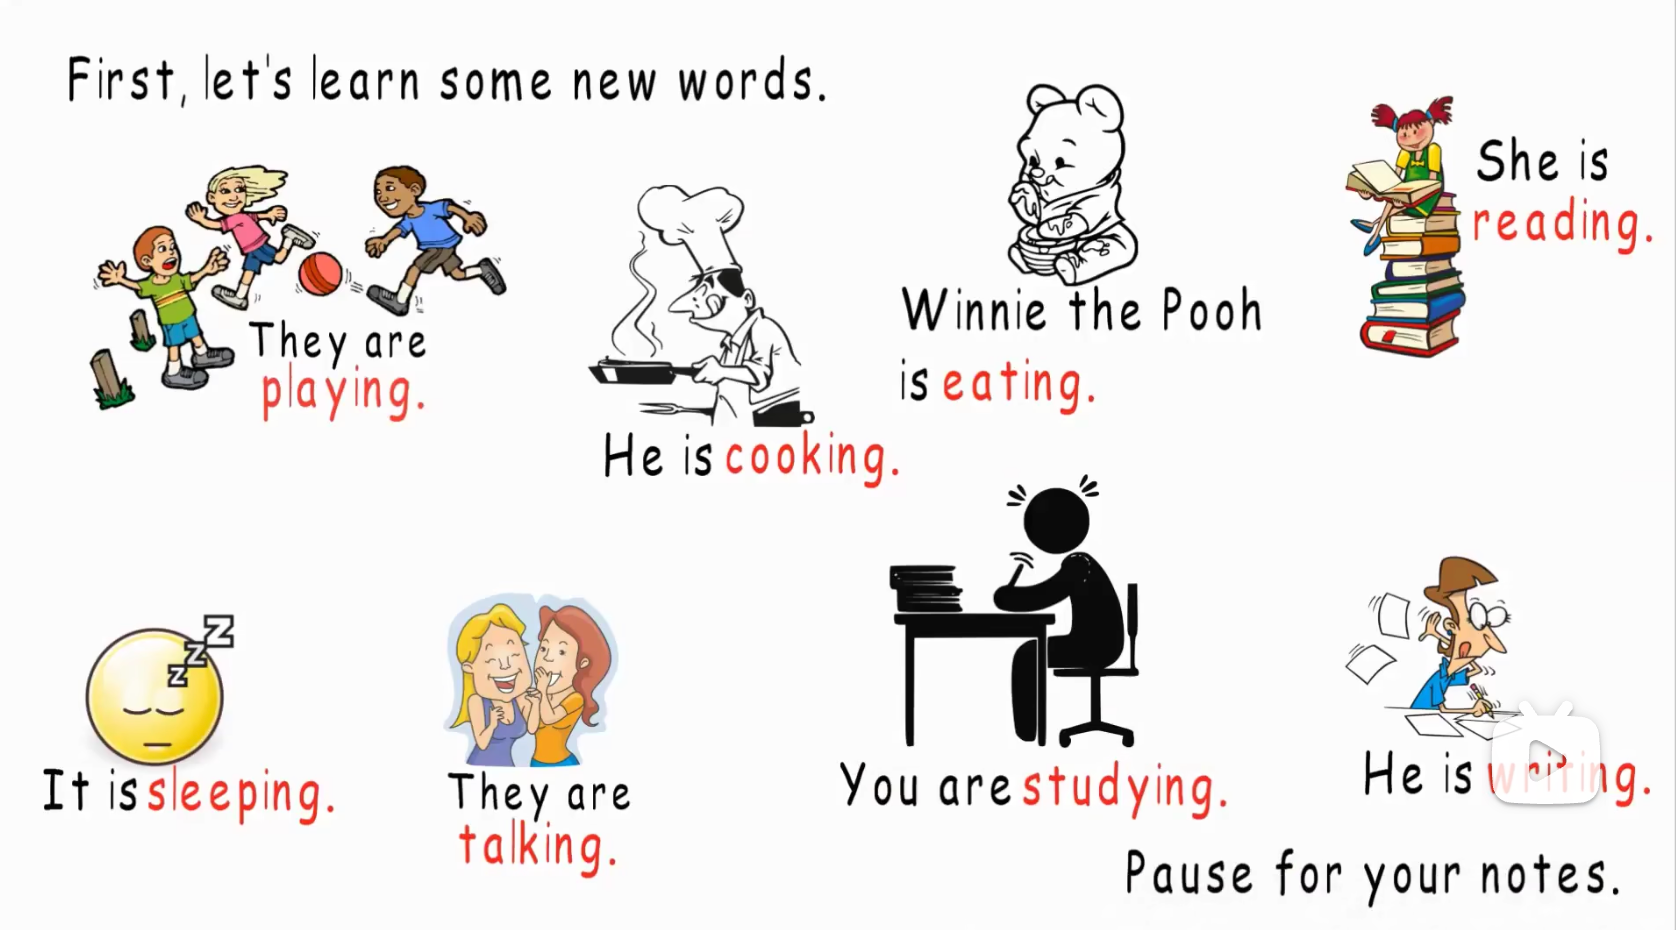 First, let's learn some new words.
They are
playing.
He is cooking.
Winnie the Pooh
is eating.
She is
reading.
It is sleeping.
They are
talking.
You are studying.
He is writing.
Pause for your notes.
z
z
z